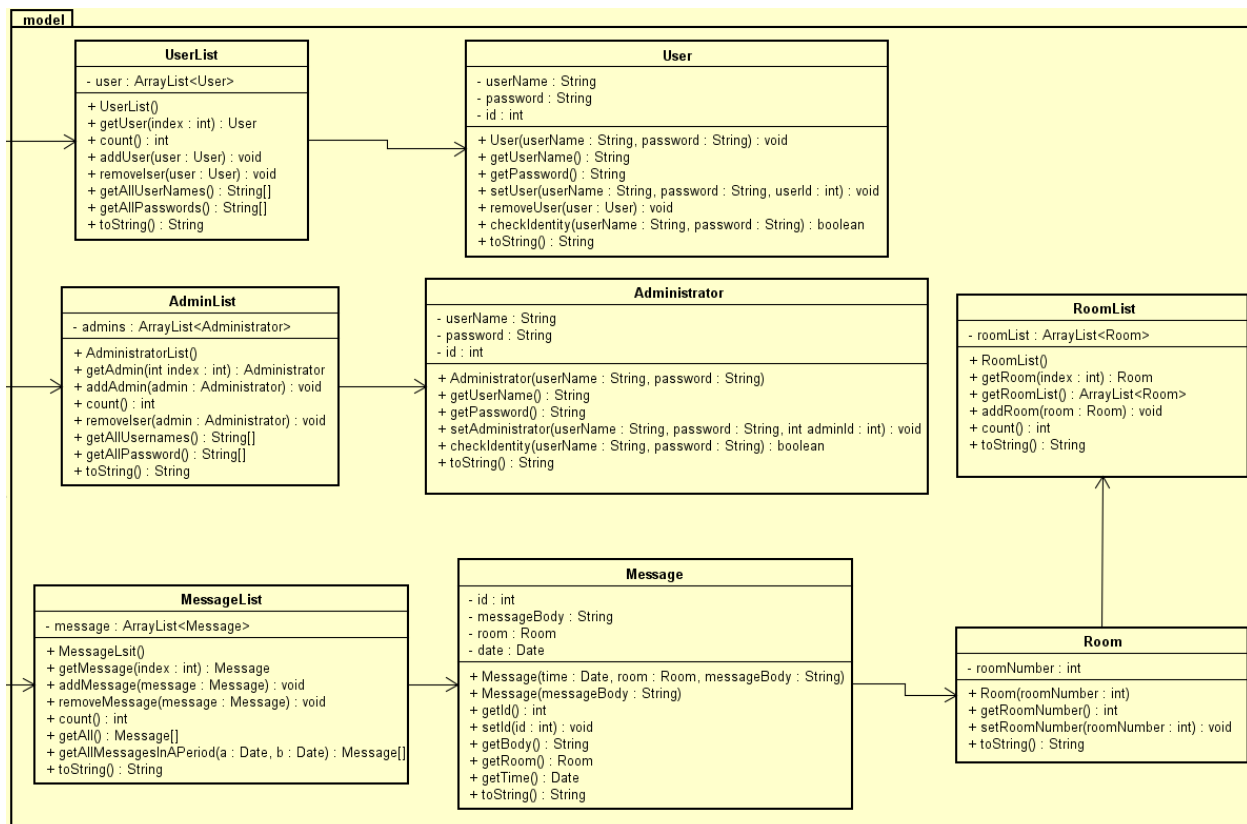 model
UserList
- user : ArrayList<User>
+ UserList()
+ getUser(index : int) : User
+ count() : int
+ addUser(user : User) : void
+ removeIser(user : User) : void
+ getAllUserNames() : String[]
+ getAllPasswords() : String[]
+ toString() : String
User
- userName : String
- password : String
- id : int
+ User(userName : String, password : String) : void
+ getUserName() : String
+ getPassword() : String
+ setUser(userName : String, password : String, userId : int) : void
+ removeUser(user : User) : void
+ checkIdentity(userName : String, password : String) : boolean
+ toString() : String
AdminList
- admins : ArrayList<Administrator>
+ AdministratorList()
+ getAdmin(int index : int) : Administrator
+ addAdmin(admin : Administrator) : void
+ count() : int
+ removeIser(admin : Administrator) : void
+ getAllUsernames() : String[]
+ getAllPassword() : String[]
+ toString() : String
Administrator
- userName : String
- password : String
- id : int
+ Administrator(userName : String, password : String)
+ getUserName() : String
+ getPassword() : String
+ setAdministrator(userName : String, password : String, int adminId : int) : void
+ checkIdentity(userName : String, password : String) : boolean
+ toString() : String
RoomList
- roomList : ArrayList<Room>
+ RoomList()
+ getRoom(index : int) : Room
+ getRoomList() : ArrayList<Room>
+ addRoom(room : Room) : void
+ count() : int
+ toString() : String
MessageList
- message : ArrayList<Message>
+ MessageLsit()
+ getMessage(index : int) : Message
+ addMessage(message : Message) : void
+ removeMessage(message : Message) : void
+ count() : int
+ getAll() : Message[]
+ getAllMessagesInAPeriod(a : Date, b : Date) : Message[]
+ toString() : String
Message
- id : int
- messageBody : String
- room : Room
- date : Date
+ Message(time : Date, room : Room, messageBody : String)
+ Message(messageBody : String)
+ getId() : int
+ setId(id : int) : void
+ getBody() : String
+ getRoom() : Room
+ getTime() : Date
+ toString() : String
Room
- roomNumber : int
+ Room(roomNumber : int)
+ getRoomNumber() : int
+ setRoomNumber(roomNumber : int) : void
+ toString() : String